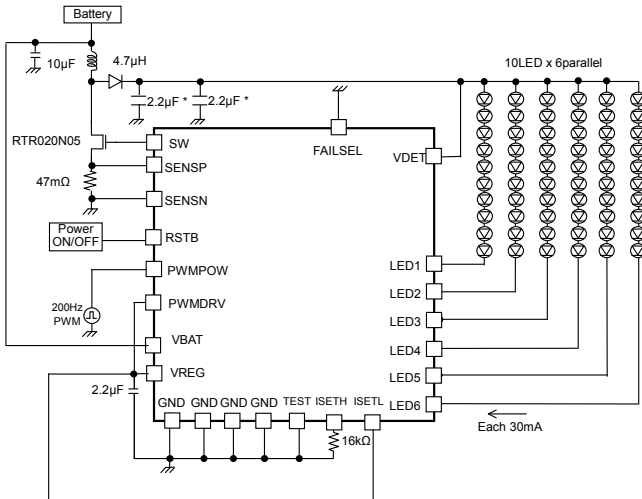 Battery
10μF
4.7μH
2.2μF *
2.2μF *
10LED x 6parallel
RTR020N05
SW
FAILSEL
VDET
SENSP
47mΩ
SENSN
Power
ON/OFF
RSTB
PWMPOW
LED1
200Hz
PWM
PWMDRV
LED2
LED3
VBAT
LED4
VREG
LED5
2.2μF
GND
GND
GND
GND
TEST
ISETH
ISETL
LED6
16kΩ
Each 30mA